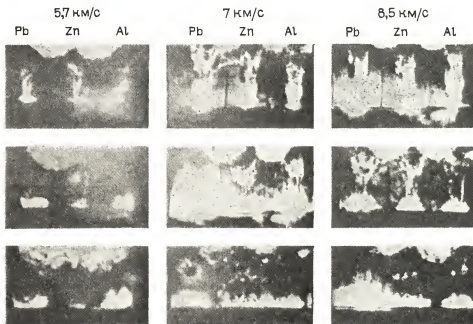 5,7 км/с 7 км/с 8,5 км/с
Pb Zn Al Pb Zn Al Pb Zn Al